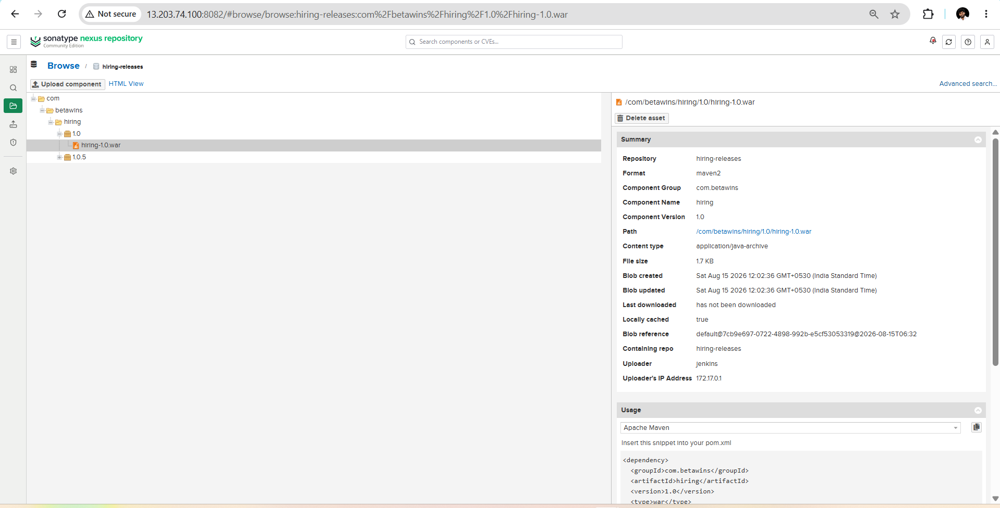 Not secure
13.203.74.100:8082/#browse/browse:hiring-releases:com%2Fbetawins%2Fhiring%2F1.0%2Fhiring-1.0.war
sonatype nexus repository
Community Edition
Search components or CVEs...
Browse / hiring-releases
Upload component HTML View
Advanced search...
com
betawins
hiring
1.0
hiring-1.0.war
1.0.5
/com/betawins/hiring/1.0/hiring-1.0.war
Delete asset
Summary
Repository hiring-releases
Format maven2
Component Group com.betawins
Component Name hiring
Component Version 1.0
Path /com/betawins/hiring/1.0/hiring-1.0.war
Content type application/java-archive
File size 1.7 KB
Blob created Sat Aug 15 2026 12:02:36 GMT+0530 (India Standard Time)
Blob updated Sat Aug 15 2026 12:02:36 GMT+0530 (India Standard Time)
Last downloaded has not been downloaded
Locally cached true
Blob reference default@7cb9e697-0722-4898-992b-e5cf53053319@2026-08-15T06:32
Containing repo hiring-releases
Uploader jenkins
Uploader's IP Address 172.17.0.1
Usage
Apache Maven
Insert this snippet into your pom.xml
<dependency>
<groupId>com.betawins</groupId>
<artifactId>hiring</artifactId>
<version>1.0</version>
<type>war</type>